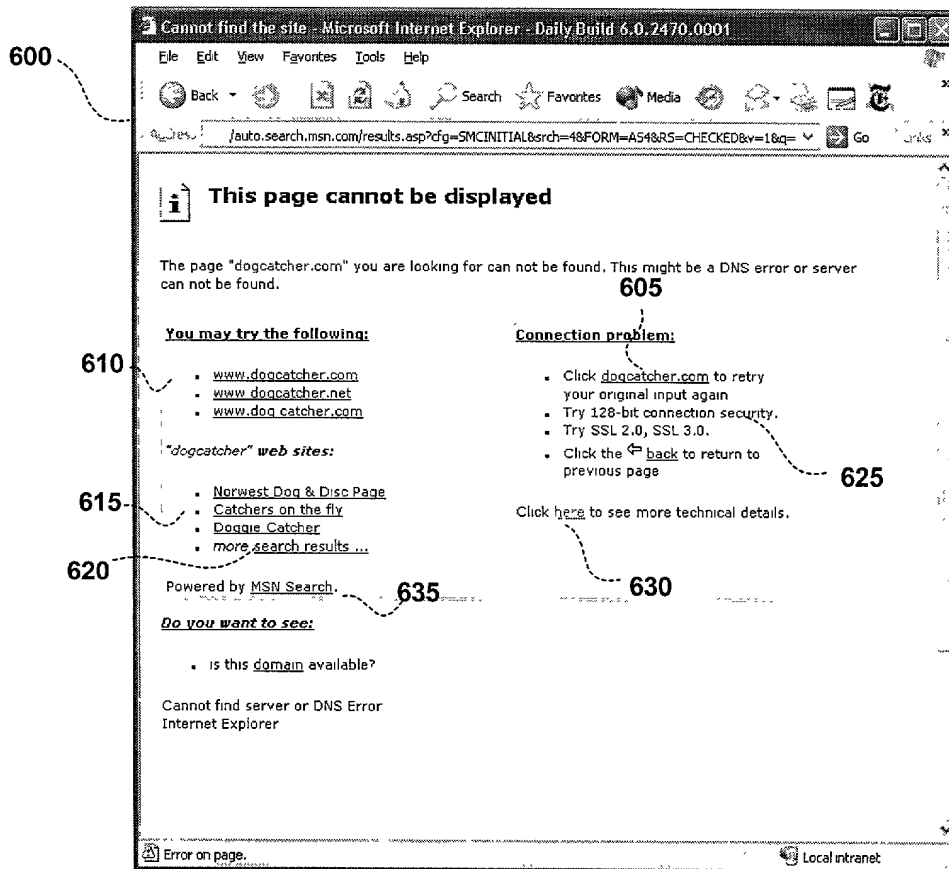 Cannot find the site - Microsoft Internet Explorer - Daily Build 6.0.2470.0001
600
File Edit View Favorites Tools Help
Back Search Favorites Media
/auto.search.msn.com/results.asp?cfg=SMCINITIAL&srch=4&FORM=AS4&RS=CHECKED&v=1&q= Go
This page cannot be displayed
The page "dogcatcher.com" you are looking for can not be found. This might be a DNS error or server
can not be found.
605
You may try the following:
610
www.dogcatcher.com
www dogcatcher.net
www.dog catcher.com
"dogcatcher" web sites:
615
Norwest Dog & Disc Page
Catchers on the fly
Doggie Catcher
more search results ...
620
Powered by MSN Search.
635
Do you want to see:
is this domain available?
Cannot find server or DNS Error
Internet Explorer
Connection problem:
Click dogcatcher.com to retry
your original input again
Try 128-bit connection security.
Try SSL 2.0, SSL 3.0.
Click the back to return to
previous page
625
Click here to see more technical details.
630
Error on page.
Local intranet